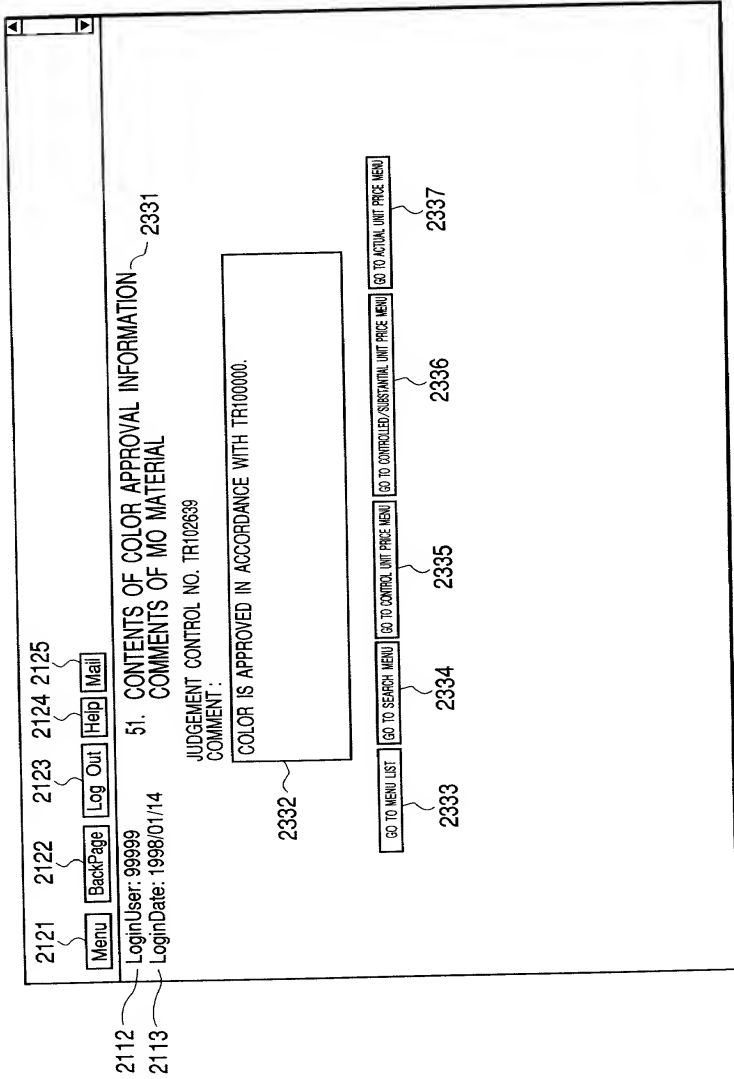 2121 2122 2123 2124 2125
Menu BackPage Log Out Help Mail
2112 LoginUser: 99999
2113 LoginDate: 1998/01/14
51. CONTENTS OF COLOR APPROVAL INFORMATION 2331
COMMENTS OF MO MATERIAL
JUDGEMENT CONTROL NO. TR102639
COMMENT:
COLOR IS APPROVED IN ACCORDANCE WITH TR100000.
2332
GO TO MENU LIST GO TO SEARCH MENU GO TO CONTROL UNIT PRICE MENU GO TO CONTROLLED/SUBSTANTIAL UNIT PRICE MENU GO TO ACTUAL UNIT PRICE MENU
2333 2334 2335 2336 2337